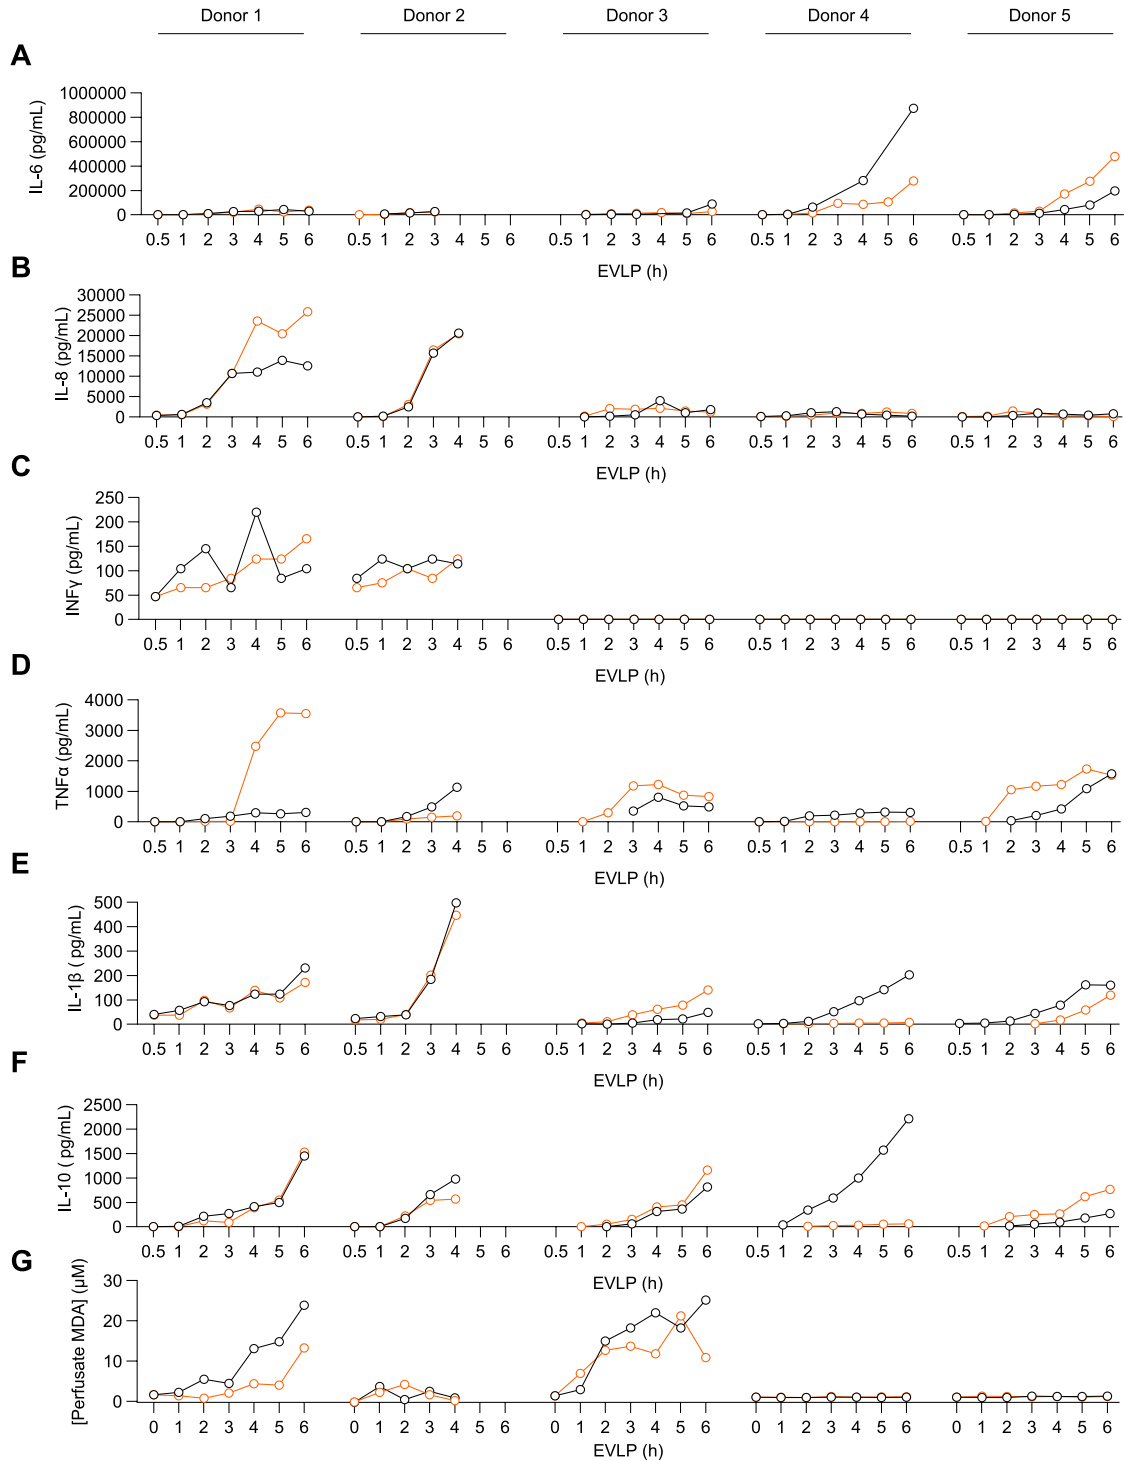 Donor 1 Donor 2 Donor 3 Donor 4 Donor 5
A
IL-6 (pg/mL)
1000000
800000
600000
400000
200000
0
0.5 1 2 3 4 5 6 0.5 1 2 3 4 5 6 0.5 1 2 3 4 5 6 0.5 1 2 3 4 5 6 0.5 1 2 3 4 5 6
EVLP (h)
B
IL-8 (pg/mL)
30000
25000
20000
15000
10000
5000
0
0.5 1 2 3 4 5 6 0.5 1 2 3 4 5 6 0.5 1 2 3 4 5 6 0.5 1 2 3 4 5 6 0.5 1 2 3 4 5 6
EVLP (h)
C
INFγ (pg/mL)
250
200
150
100
50
0
0.5 1 2 3 4 5 6 0.5 1 2 3 4 5 6 0.5 1 2 3 4 5 6 0.5 1 2 3 4 5 6 0.5 1 2 3 4 5 6
EVLP (h)
D
TNFα (pg/mL)
4000
3000
2000
1000
0
0.5 1 2 3 4 5 6 0.5 1 2 3 4 5 6 0.5 1 2 3 4 5 6 0.5 1 2 3 4 5 6 0.5 1 2 3 4 5 6
EVLP (h)
E
IL-1β ( pg/mL)
500
400
300
200
100
0
0.5 1 2 3 4 5 6 0.5 1 2 3 4 5 6 0.5 1 2 3 4 5 6 0.5 1 2 3 4 5 6 0.5 1 2 3 4 5 6
EVLP (h)
F
IL-10 ( pg/mL)
2500
2000
1500
1000
500
0
0.5 1 2 3 4 5 6 0.5 1 2 3 4 5 6 0.5 1 2 3 4 5 6 0.5 1 2 3 4 5 6 0.5 1 2 3 4 5 6
EVLP (h)
G
[Perfusate MDA] (μM)
30
20
10
0
0 1 2 3 4 5 6 0 1 2 3 4 5 6 0 1 2 3 4 5 6 0 1 2 3 4 5 6 0 1 2 3 4 5 6
EVLP (h)